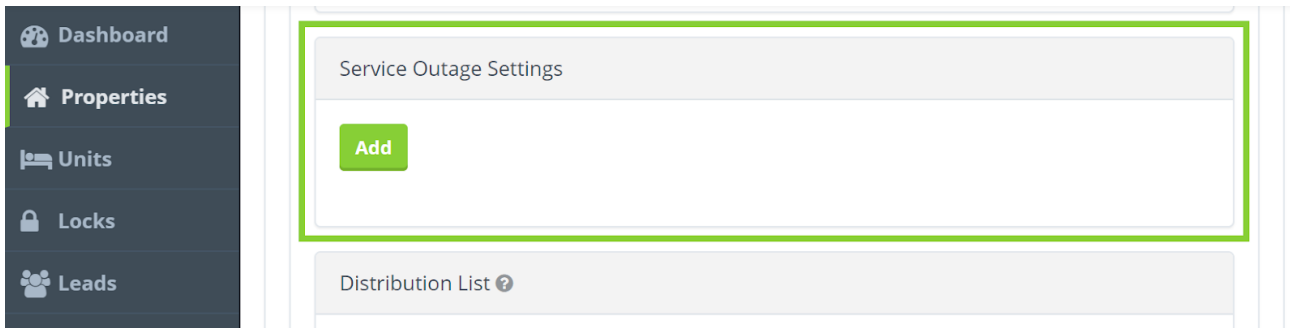 Dashboard
Properties
Units
Locks
Leads
Service Outage Settings
Add
Distribution List ?